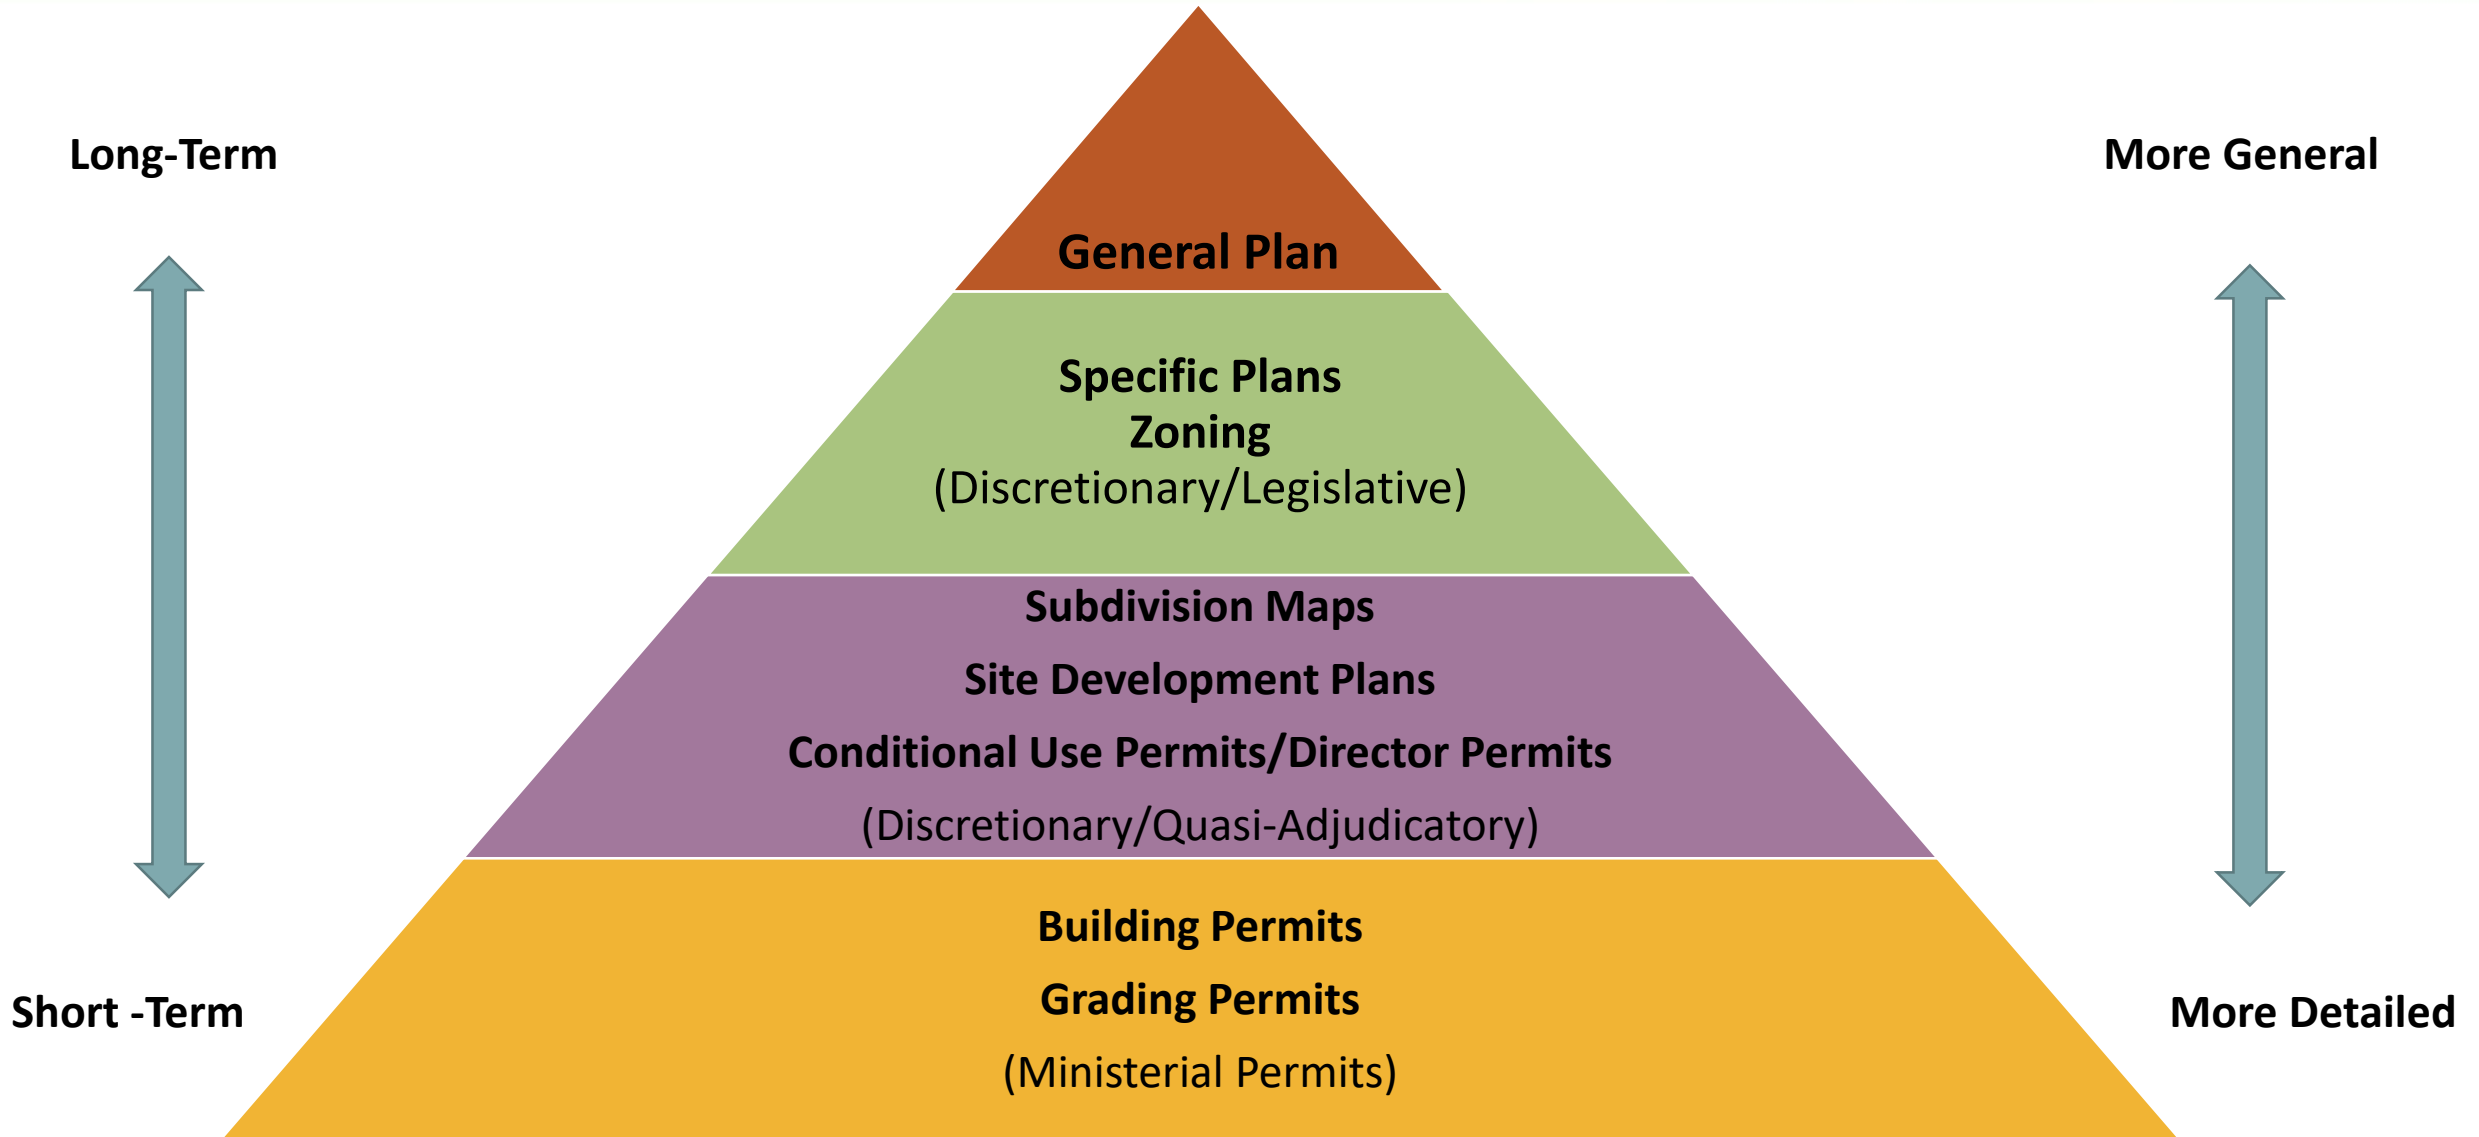 Long-Term
More General
General Plan
Specific Plans
Zoning
(Discretionary/Legislative)
Subdivision Maps
Site Development Plans
Conditional Use Permits/Director Permits
(Discretionary/Quasi-Adjudicatory)
Building Permits
Grading Permits
(Ministerial Permits)
Short -Term
More Detailed